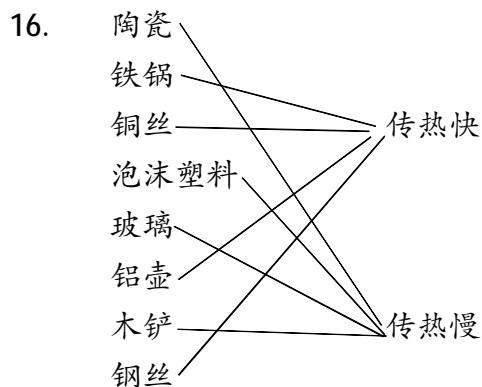 16. 陶瓷
铁锅
铜丝 传热快
泡沫塑料
玻璃
铝壶
木铲 传热慢
钢丝